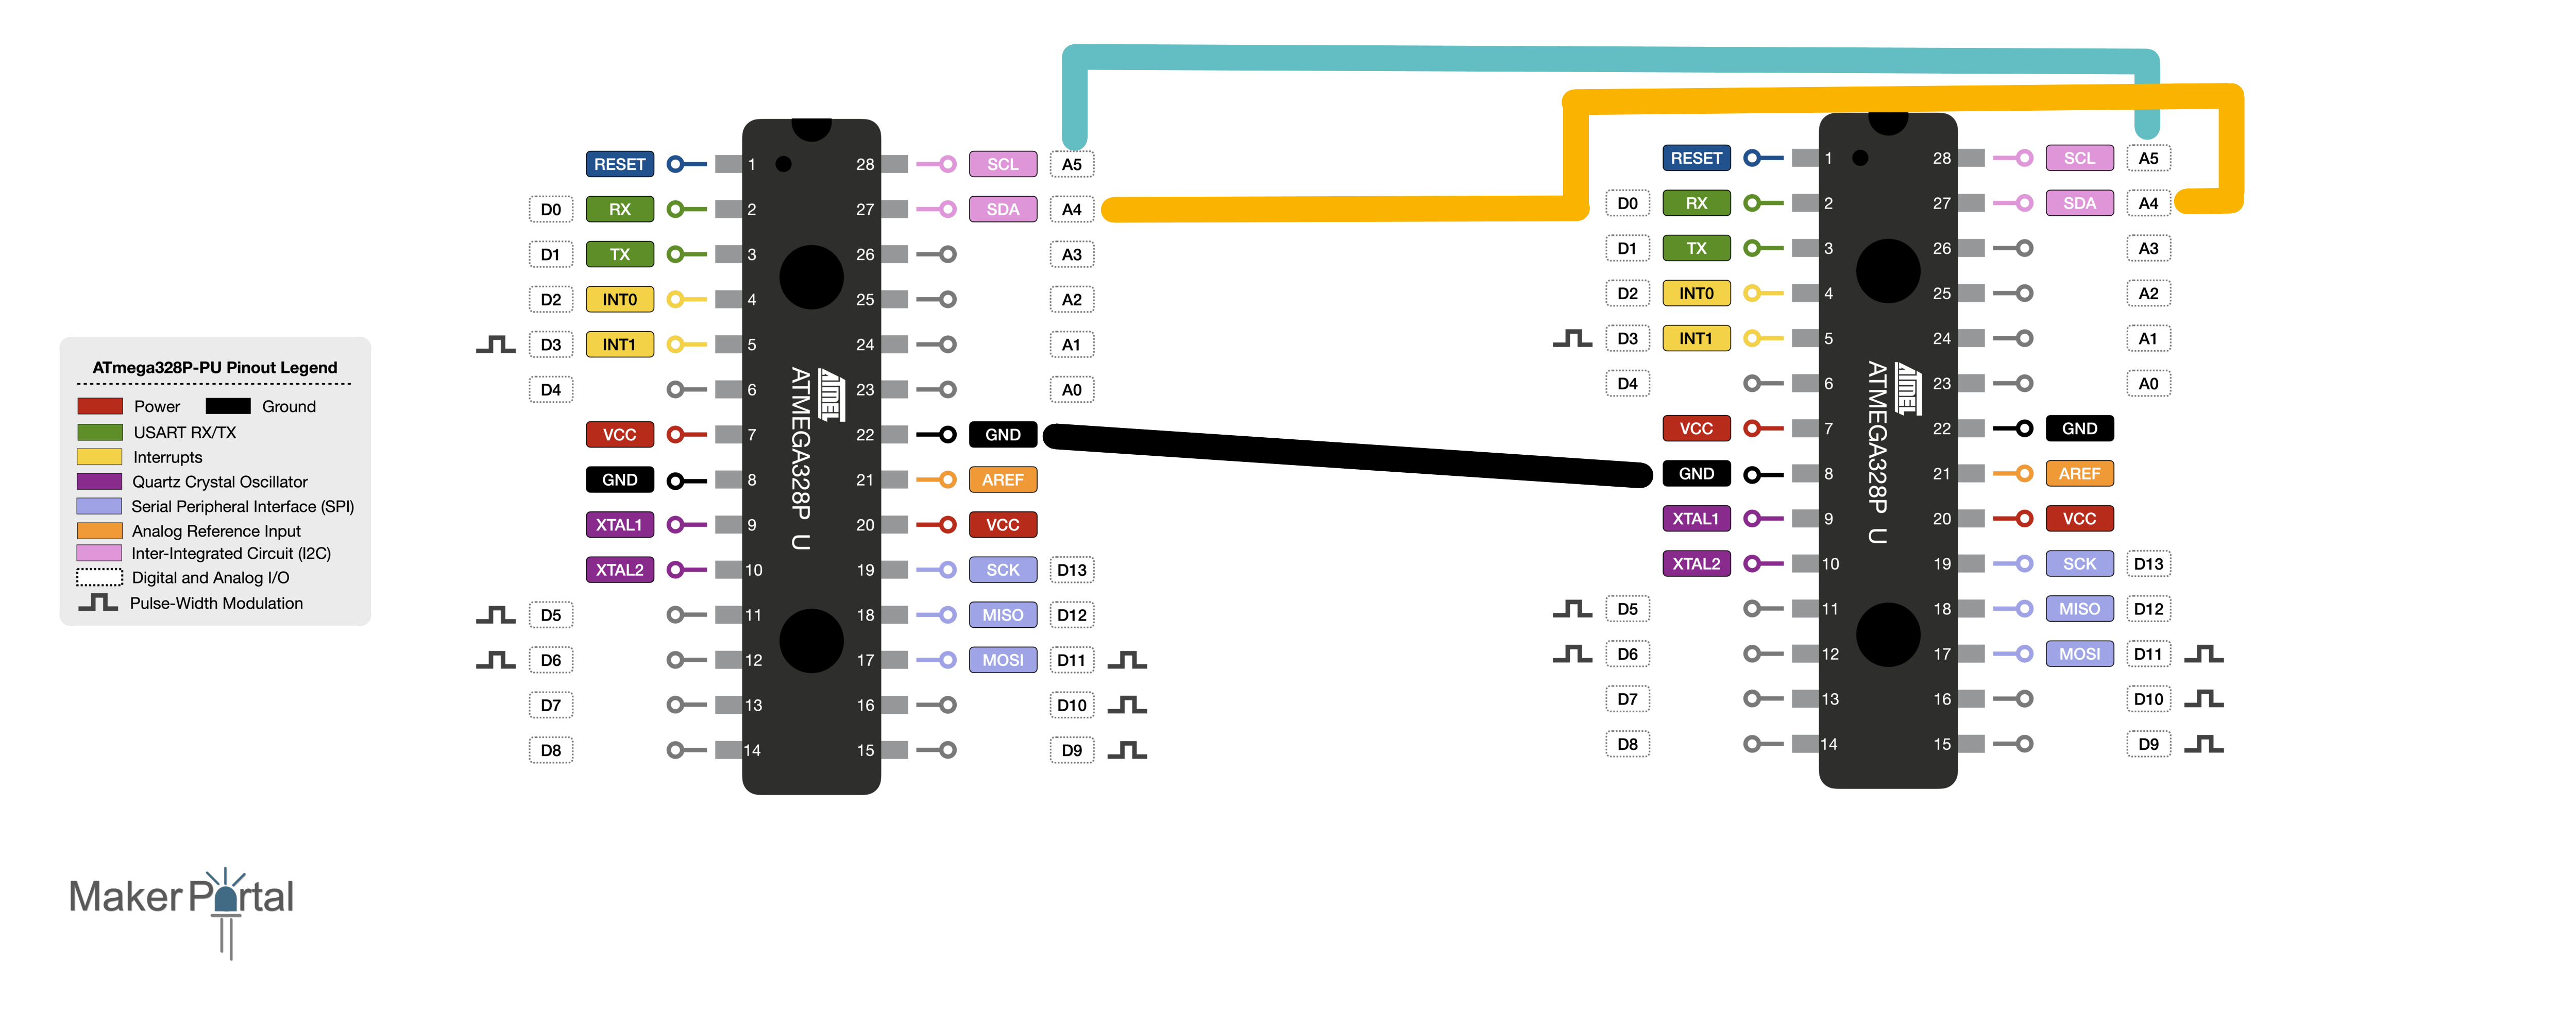 ATmega328P-PU Pinout Legend
Power Ground
USART RX/TX
Interrupts
Quartz Crystal Oscillator
Serial Peripheral Interface (SPI)
Analog Reference Input
Inter-Integrated Circuit (I2C)
Digital and Analog I/O
Pulse-Width Modulation
RESET 1 28 SCL A5
D0 RX 2 27 SDA A4
D1 TX 3 26 A3
D2 INT0 4 25 A2
D3 INT1 5 24 A1
D4 6 23 A0
VCC 7 22 GND
GND 8 21 AREF
XTAL1 9 20 VCC
XTAL2 10 19 SCK D13
D5 11 18 MISO D12
D6 12 17 MOSI D11
D7 13 16 D10
D8 14 15 D9
ATMEL
ATMEGA328P U
RESET 1 28 SCL A5
D0 RX 2 27 SDA A4
D1 TX 3 26 A3
D2 INT0 4 25 A2
D3 INT1 5 24 A1
D4 6 23 A0
VCC 7 22 GND
GND 8 21 AREF
XTAL1 9 20 VCC
XTAL2 10 19 SCK D13
D5 11 18 MISO D12
D6 12 17 MOSI D11
D7 13 16 D10
D8 14 15 D9
ATMEL
ATMEGA328P U
Maker Portal